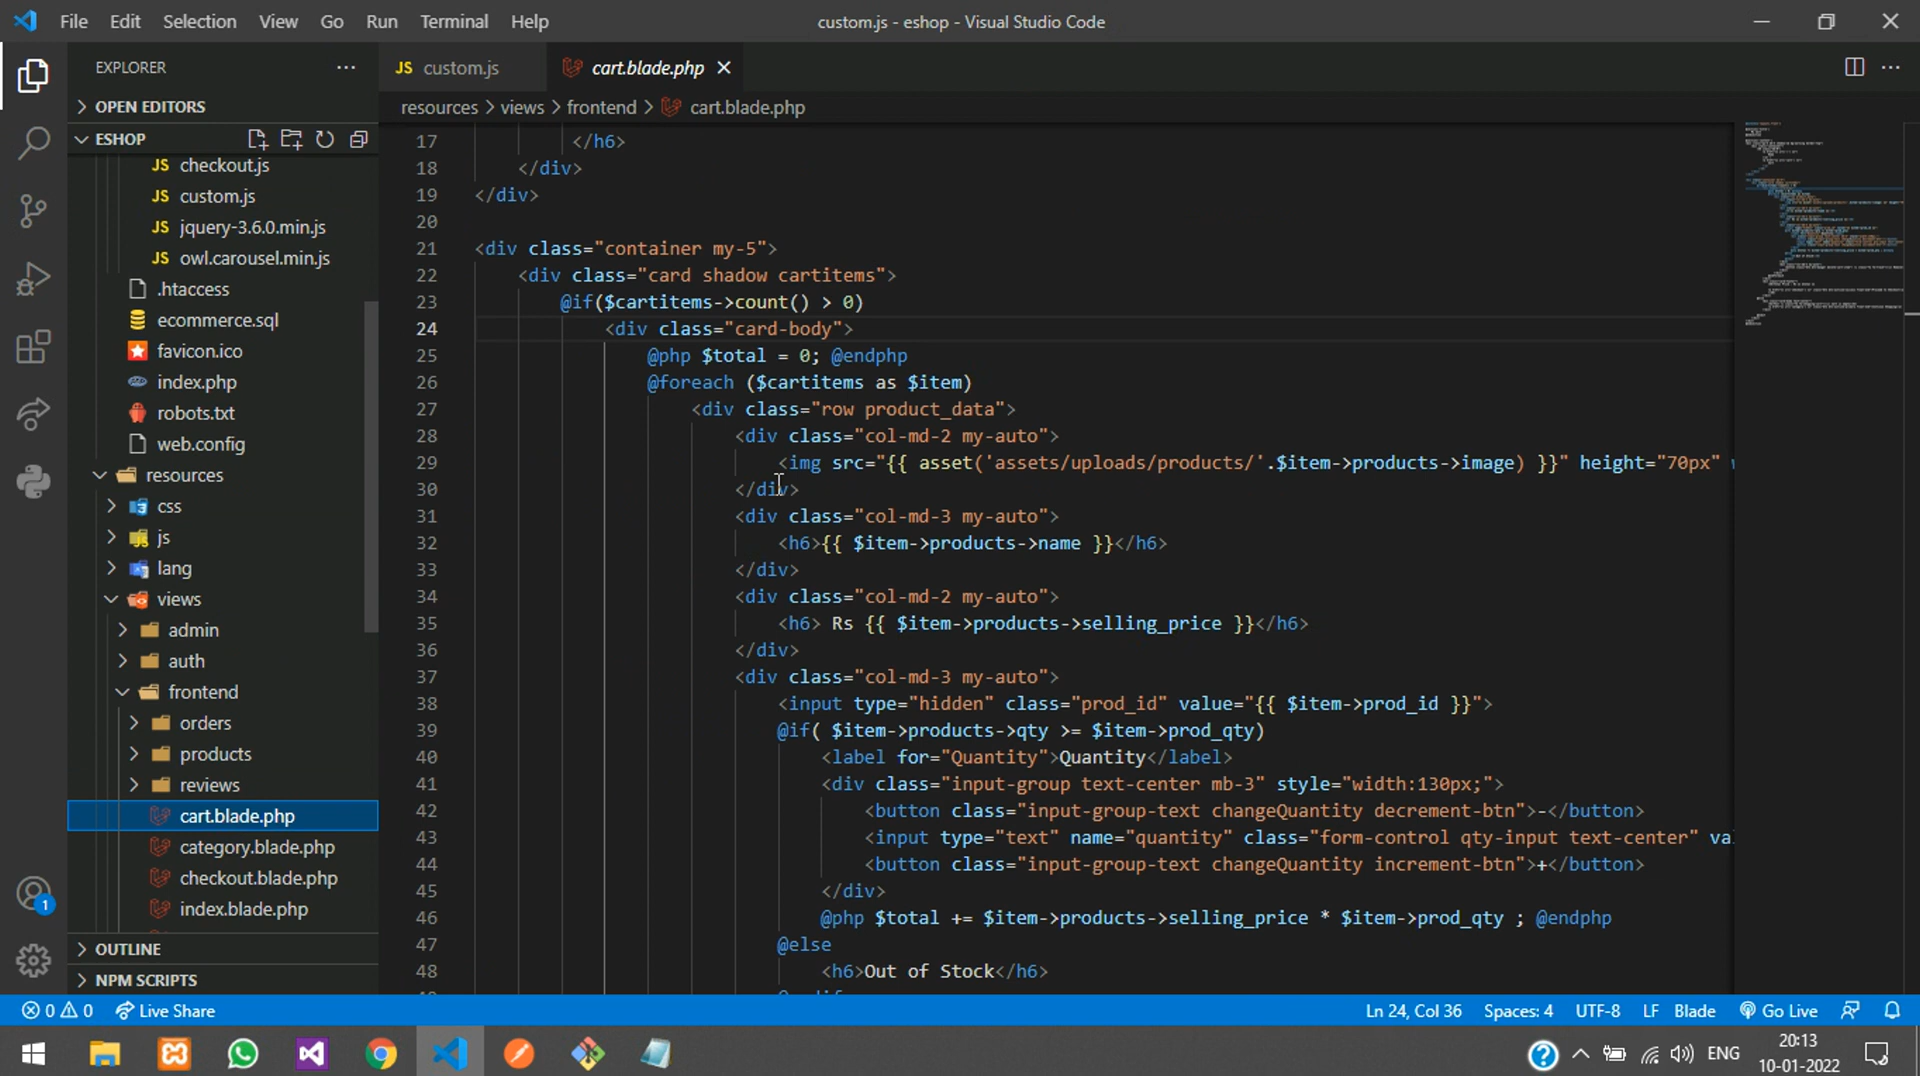 File Edit Selection View Go Run Terminal Help custom.js - eshop - Visual Studio Code
EXPLORER
OPEN EDITORS
ESHOP
checkout.js
custom.js
jquery-3.6.0.min.js
owl.carousel.min.js
.htaccess
ecommerce.sql
favicon.ico
index.php
robots.txt
web.config
resources
css
js
lang
views
admin
auth
frontend
orders
products
reviews
cart.blade.php
category.blade.php
checkout.blade.php
index.blade.php
OUTLINE
NPM SCRIPTS
JS custom.js cart.blade.php
resources > views > frontend > cart.blade.php
17 </h6>
18 </div>
19 </div>
20
21 <div class="container my-5">
22 <div class="card shadow cartitems">
23 @if($cartitems->count() > 0)
24 <div class="card-body">
25 @php $total = 0; @endphp
26 @foreach ($cartitems as $item)
27 <div class="row product_data">
28 <div class="col-md-2 my-auto">
29 <img src="{{ asset('assets/uploads/products/'.$item->products->image) }}" height="70px"
30 </div>
31 <div class="col-md-3 my-auto">
32 <h6>{{ $item->products->name }}</h6>
33 </div>
34 <div class="col-md-2 my-auto">
35 <h6> Rs {{ $item->products->selling_price }}</h6>
36 </div>
37 <div class="col-md-3 my-auto">
38 <input type="hidden" class="prod_id" value="{{ $item->prod_id }}">
39 @if( $item->products->qty >= $item->prod_qty)
40 <label for="Quantity">Quantity</label>
41 <div class="input-group text-center mb-3" style="width:130px;">
42 <button class="input-group-text changeQuantity decrement-btn">-</button>
43 <input type="text" name="quantity" class="form-control qty-input text-center" val
44 <button class="input-group-text changeQuantity increment-btn">+</button>
45 </div>
46 @php $total += $item->products->selling_price * $item->prod_qty ; @endphp
47 @else
48 <h6>Out of Stock</h6>
0 0 Live Share Ln 24, Col 36 Spaces: 4 UTF-8 LF Blade Go Live
ENG 20:13
10-01-2022